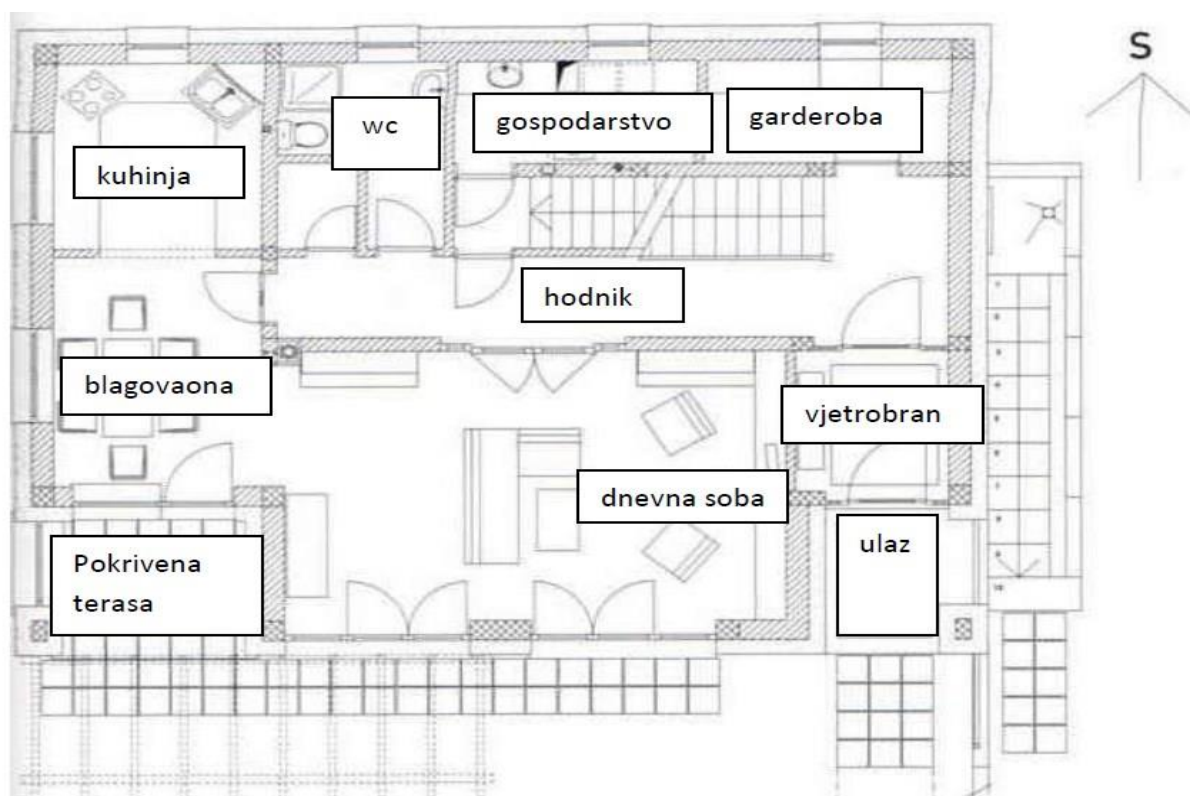 S
wc
gospodarstvo
garderoba
kuhinja
hodnik
blagovaona
vjetrobran
dnevna soba
ulaz
Pokrivena
terasa